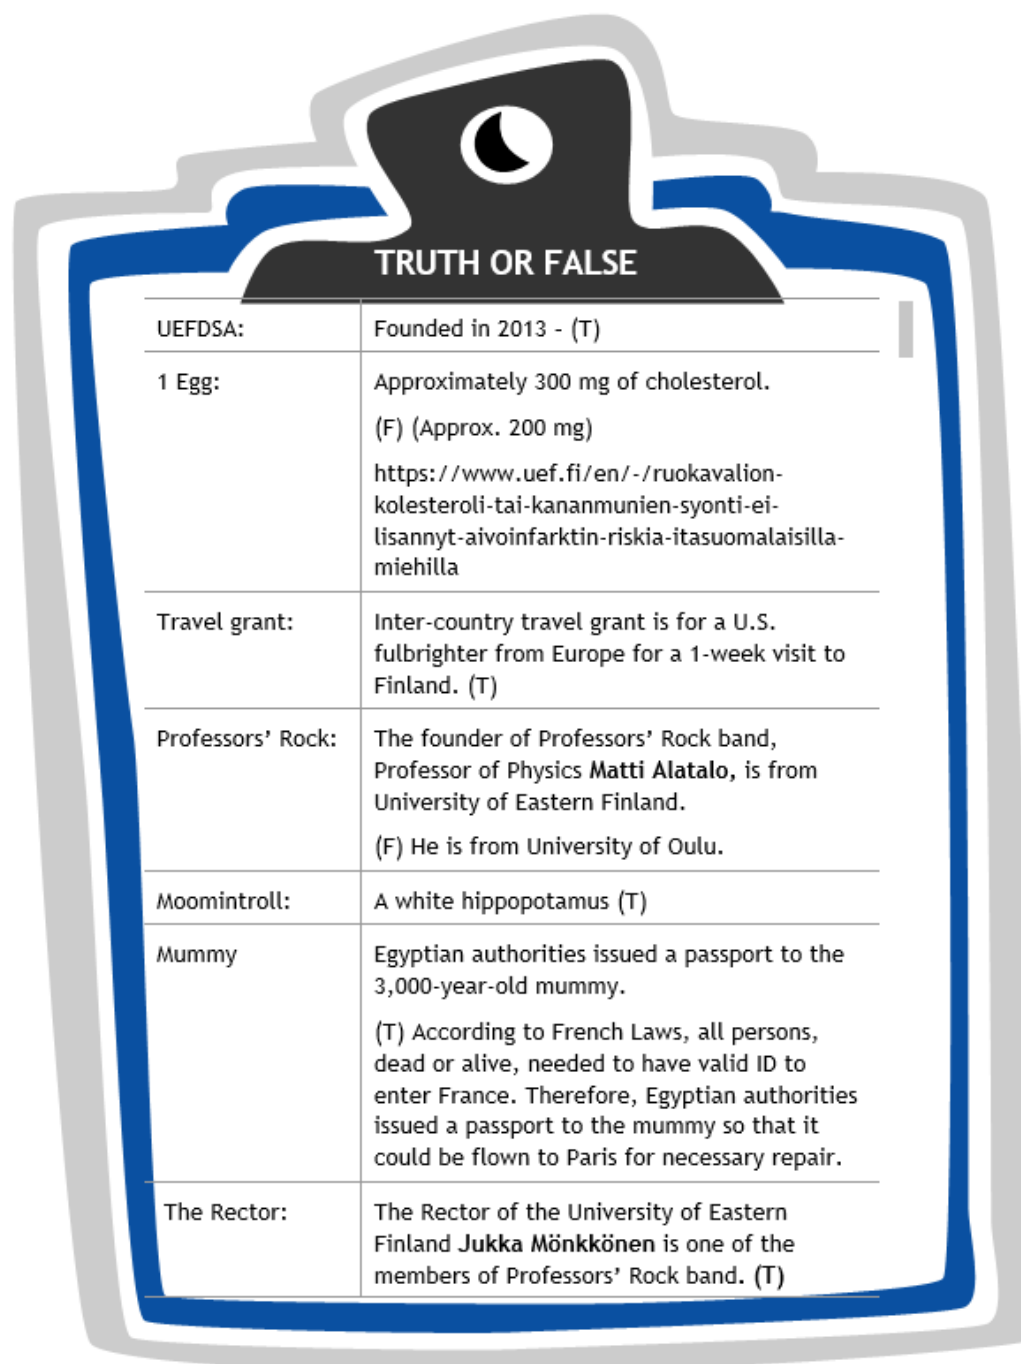 TRUTH OR FALSE
UEFDSA:
Founded in 2013 - (T)
1 Egg:
Approximately 300 mg of cholesterol.
(F) (Approx. 200 mg)
https://www.uef.fi/en/-/ruokavalion-
kolesteroli-tai-kananmunien-syonti-ei-
lisannyt-aivoinfarktin-riskia-itasuomalaisilla-
miehilla
Travel grant:
Inter-country travel grant is for a U.S.
fulbrighter from Europe for a 1-week visit to
Finland. (T)
Professors’ Rock:
The founder of Professors’ Rock band,
Professor of Physics Matti Alatalo, is from
University of Eastern Finland.
(F) He is from University of Oulu.
Moomintroll:
A white hippopotamus (T)
Mummy
Egyptian authorities issued a passport to the
3,000-year-old mummy.
(T) According to French Laws, all persons,
dead or alive, needed to have valid ID to
enter France. Therefore, Egyptian authorities
issued a passport to the mummy so that it
could be flown to Paris for necessary repair.
The Rector:
The Rector of the University of Eastern
Finland Jukka Mönkkönen is one of the
members of Professors’ Rock band. (T)